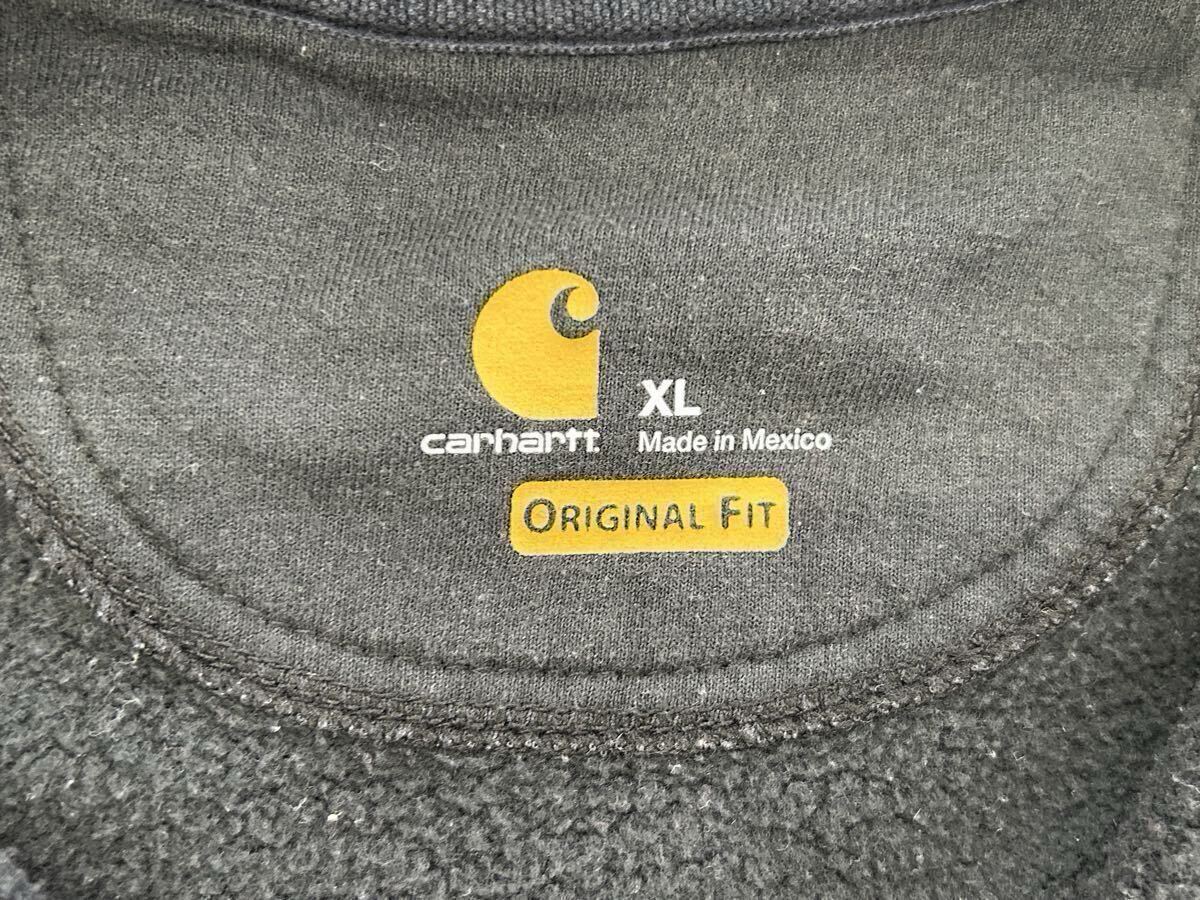 carhartt.
XL
Made in Mexico
ORIGINAL FIT